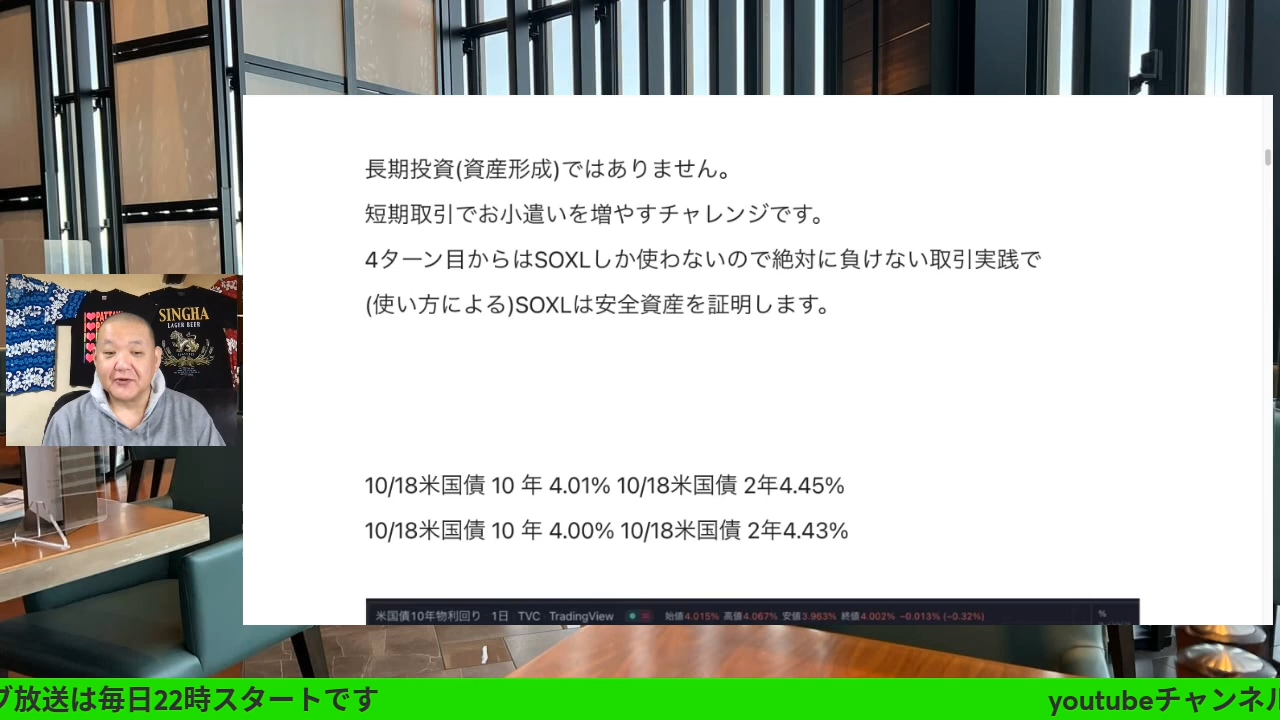 長期投資(資産形成)ではありません。
短期取引でお小遣いを増やすチャレンジです。
4ターン目からはSOXLしか使わないので絶対に負けない取引実践で
(使い方による)SOXLは安全資産を証明します。
SINGHA
LAGER BEER
10/18米国債 10 年 4.01% 10/18米国債 2年4.45%
10/18米国債 10 年 4.00% 10/18米国債 2年4.43%
米国債10年物利回り 1日 TVC TradingView 始値4.015% 高値4.067% 安値3.963% 終値4.002% −0.013% (−0.32%) %
ブ放送は毎日22時スタートです youtubeチャンネル